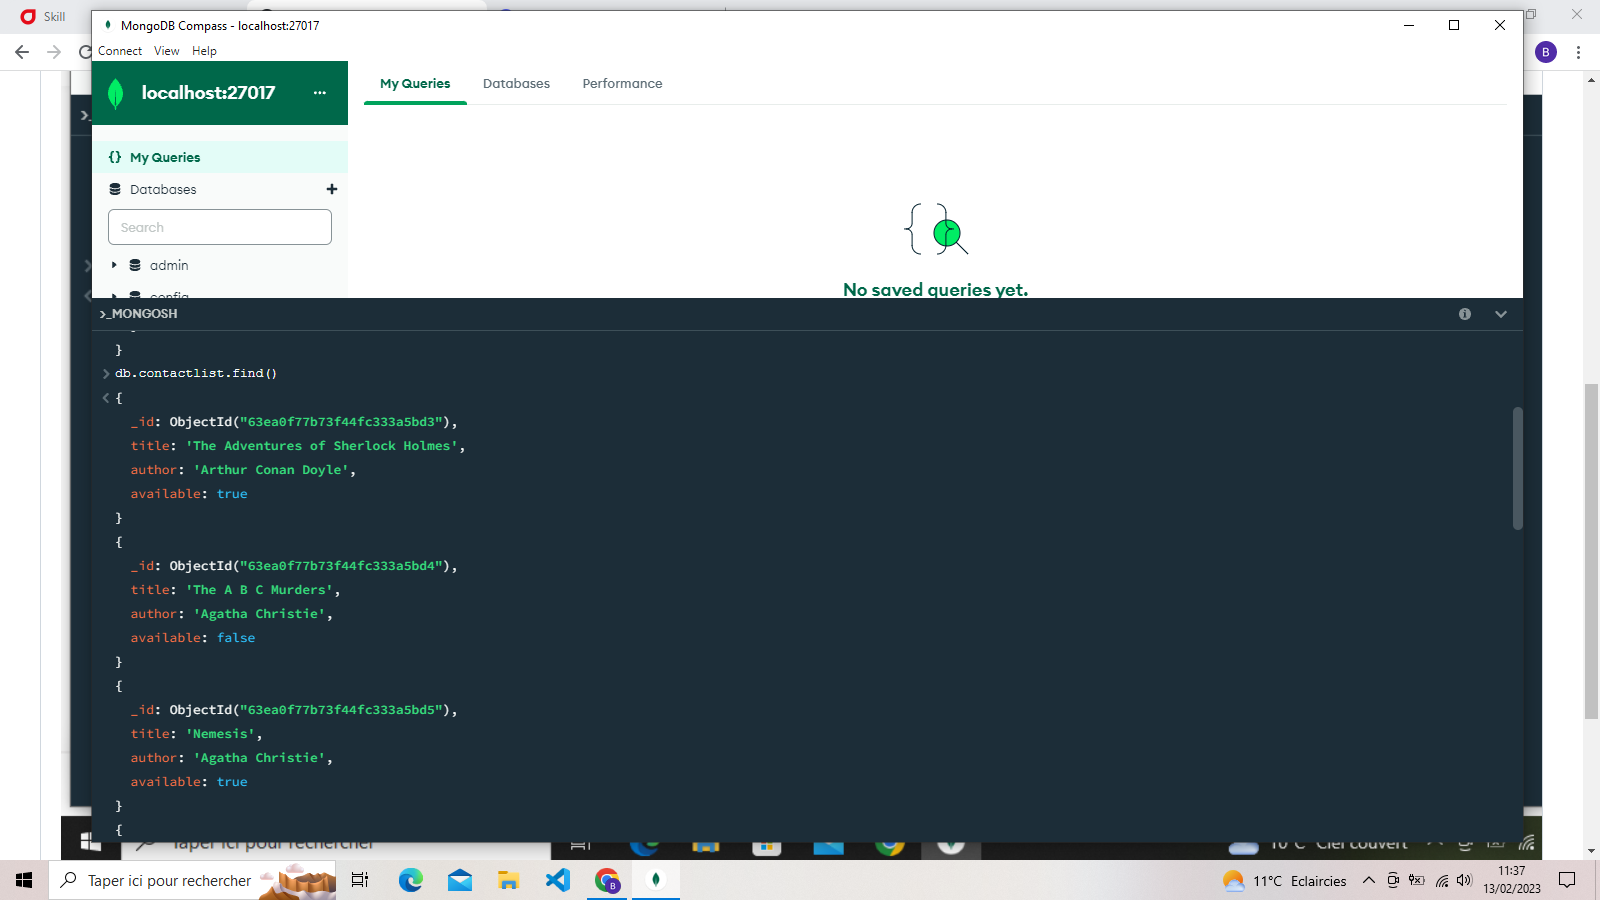 Skill
MongoDB Compass - localhost:27017
Connect View Help
B
localhost:27017 ...
My Queries Databases Performance
{} My Queries
Databases +
Search
admin
config
No saved queries yet.
>_MONGOSH
}
db.contactlist.find()
{
_id: ObjectId("63ea0f77b73f44fc333a5bd3"),
title: 'The Adventures of Sherlock Holmes',
author: 'Arthur Conan Doyle',
available: true
}
{
_id: ObjectId("63ea0f77b73f44fc333a5bd4"),
title: 'The A B C Murders',
author: 'Agatha Christie',
available: false
}
{
_id: ObjectId("63ea0f77b73f44fc333a5bd5"),
title: 'Nemesis',
author: 'Agatha Christie',
available: true
}
{
Taper ici pour rechercher
10°C Ciel couvert
Taper ici pour rechercher
B
11°C Eclaircies
11:37
13/02/2023